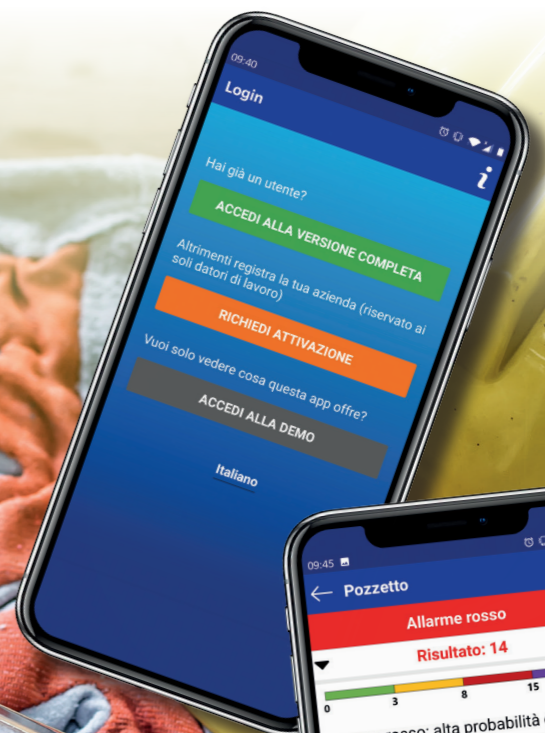 09:40
Login
i
Hai già un utente?
ACCEDI ALLA VERSIONE COMPLETA
Altrimenti registra la tua azienda (riservato ai
soli datori di lavoro)
RICHIEDI ATTIVAZIONE
Vuoi solo vedere cosa questa app offre?
ACCEDI ALLA DEMO
Italiano
09:45
Pozzetto
Allarme rosso
Risultato: 14
0 3 8 15
alta probabilità